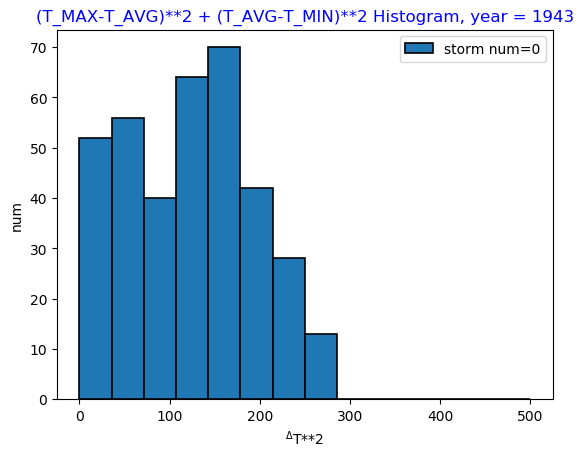 (T_MAX-T_AVG)**2 + (T_AVG-T_MIN)**2 Histogram, year = 1943
storm num=0
70
60
50
40
30
20
10
0
num
0 100 200 300 400 500
ΔT**2